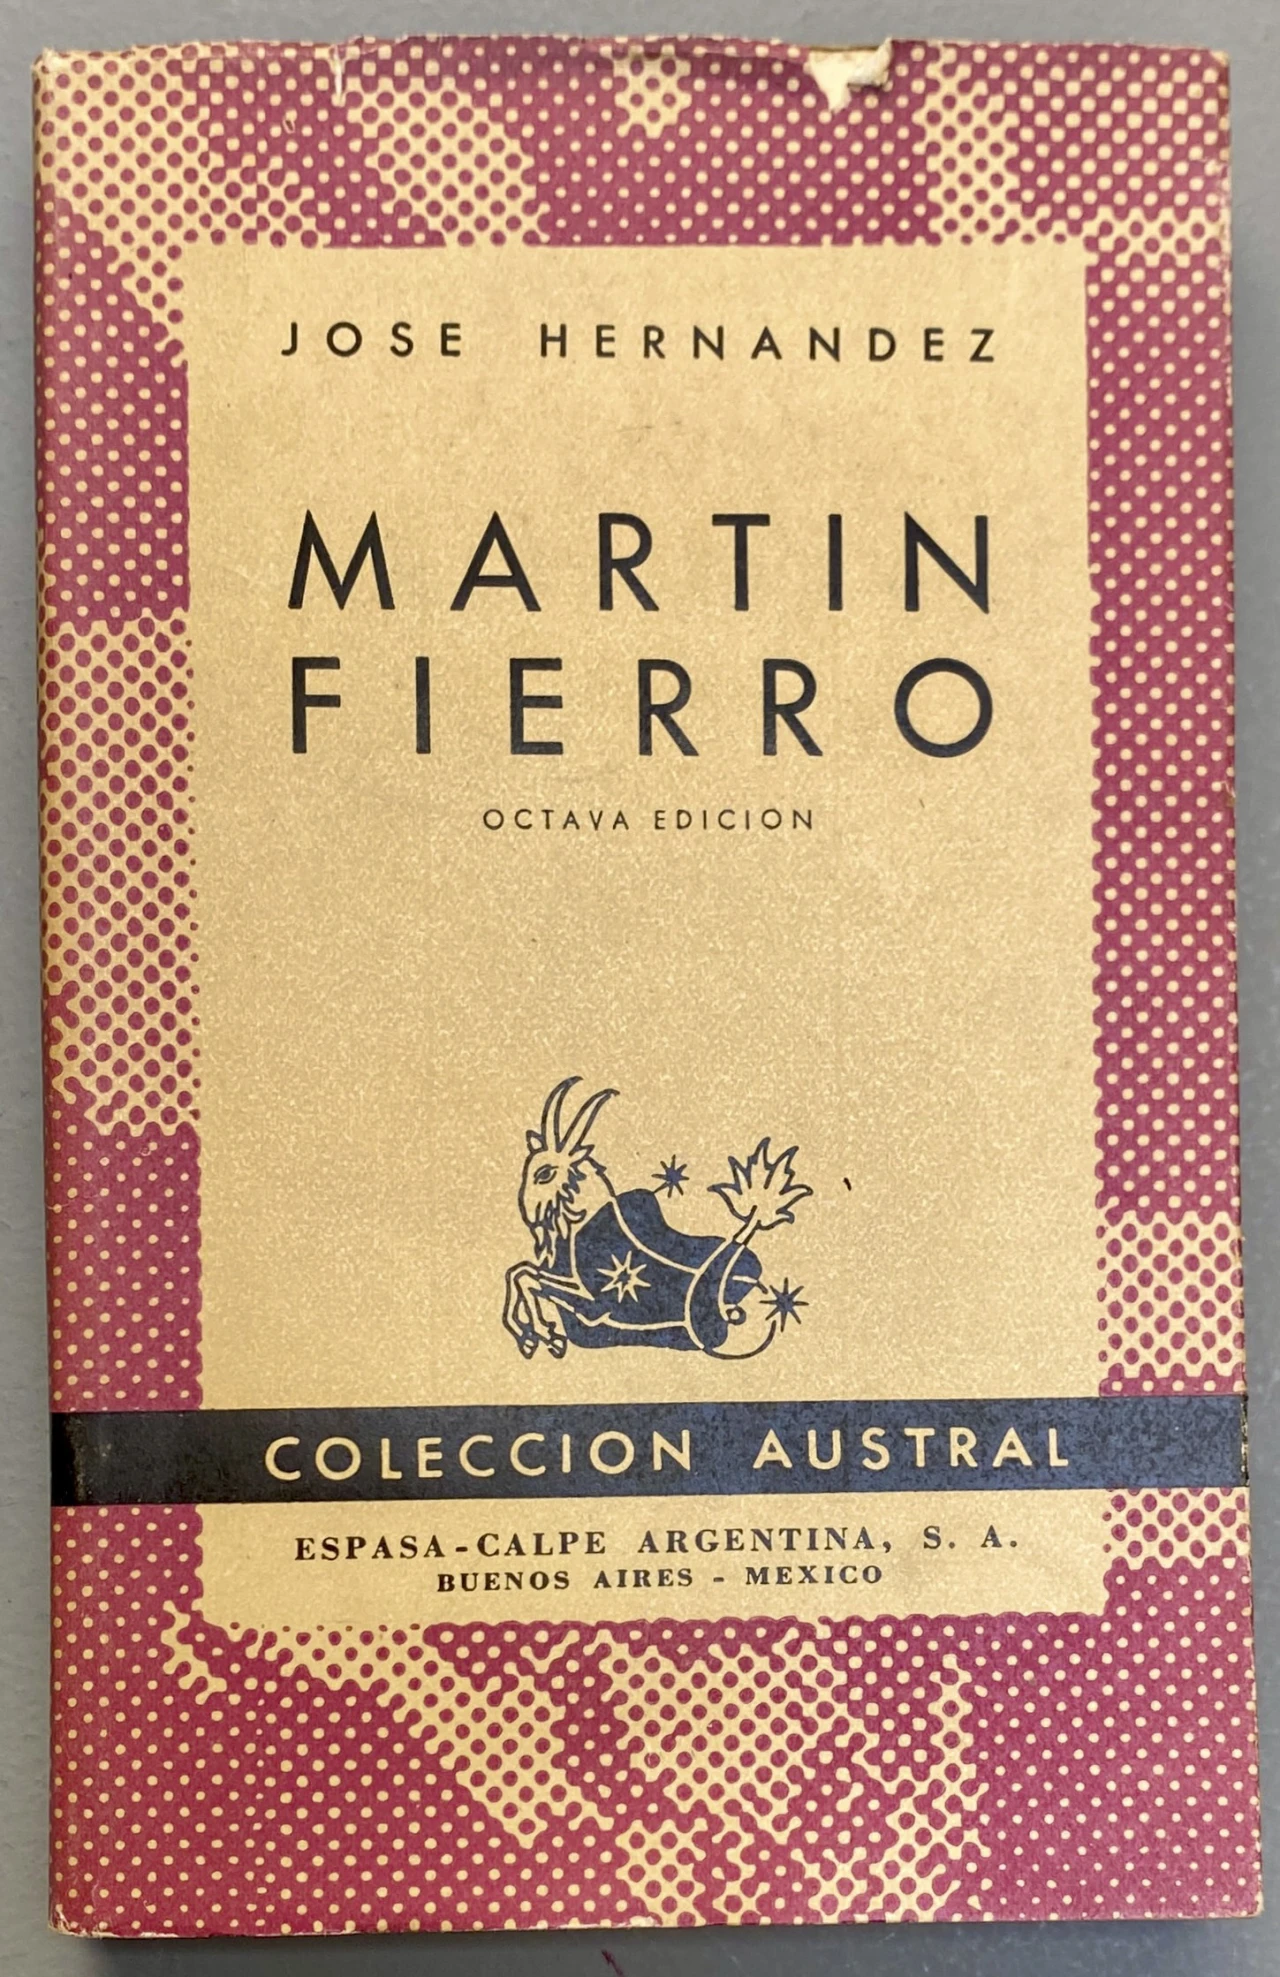 JOSE HERNANDEZ
MARTIN
FIERRO
OCTAVA EDICION
COLECCION AUSTRAL
ESPASA-CALPE ARGENTINA, S. A.
BUENOS AIRES - MEXICO